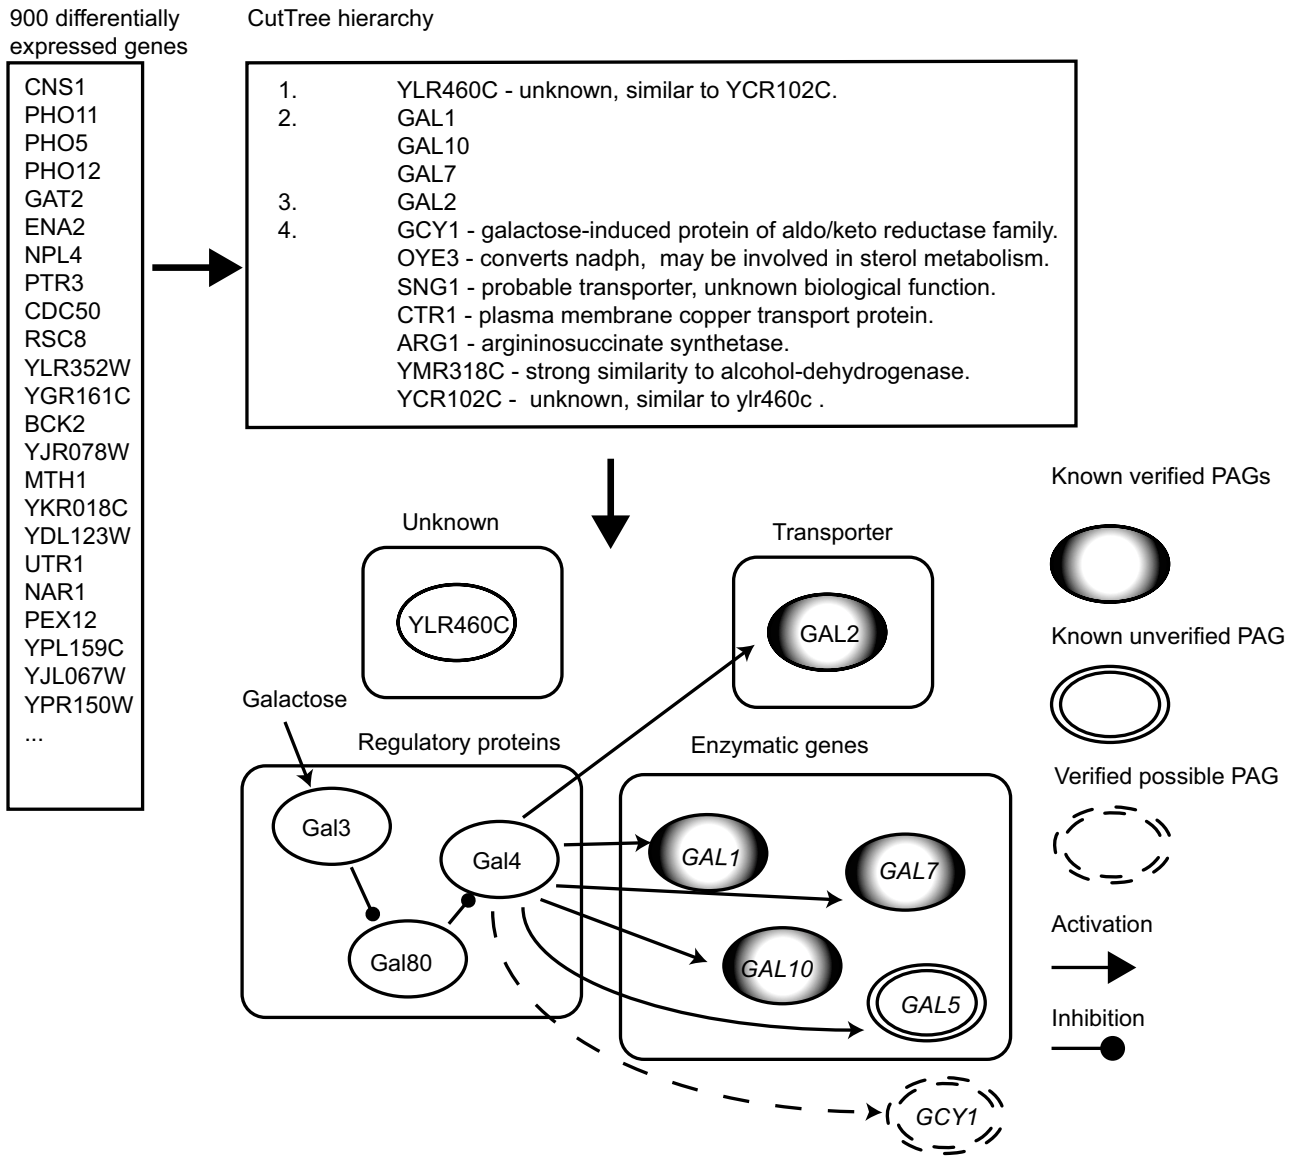 900 differentially
expressed genes
CNS1
PHO11
PHO5
PHO12
GAT2
ENA2
NPL4
PTR3
CDC50
RSC8
YLR352W
YGR161C
BCK2
YJR078W
MTH1
YKR018C
YDL123W
UTR1
NAR1
PEX12
YPL159C
YJL067W
YPR150W
...
CutTree hierarchy
1. YLR460C - unknown, similar to YCR102C.
2. GAL1
GAL10
GAL7
3. GAL2
4. GCY1 - galactose-induced protein of aldo/keto reductase family.
OYE3 - converts nadph, may be involved in sterol metabolism.
SNG1 - probable transporter, unknown biological function.
CTR1 - plasma membrane copper transport protein.
ARG1 - argininosuccinate synthetase.
YMR318C - strong similarity to alcohol-dehydrogenase.
YCR102C - unknown, similar to ylr460c .
Unknown
YLR460C
Transporter
GAL2
Galactose
Regulatory proteins
Gal3
Gal4
Gal80
Enzymatic genes
GAL1
GAL7
GAL10
GAL5
GCY1
Known verified PAGs
Known unverified PAG
Verified possible PAG
Activation
Inhibition